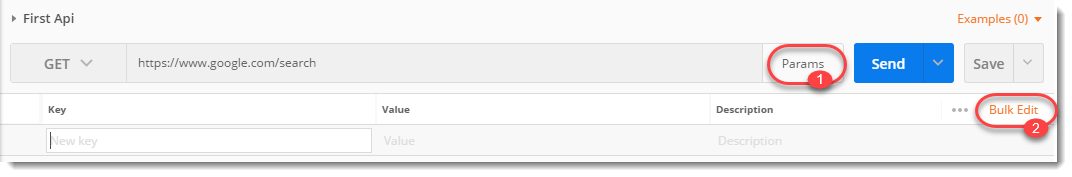 First Api Examples (0)
GET https://www.google.com/search Params Send Save
1
Key Value Description Bulk Edit
2
New key Value Description